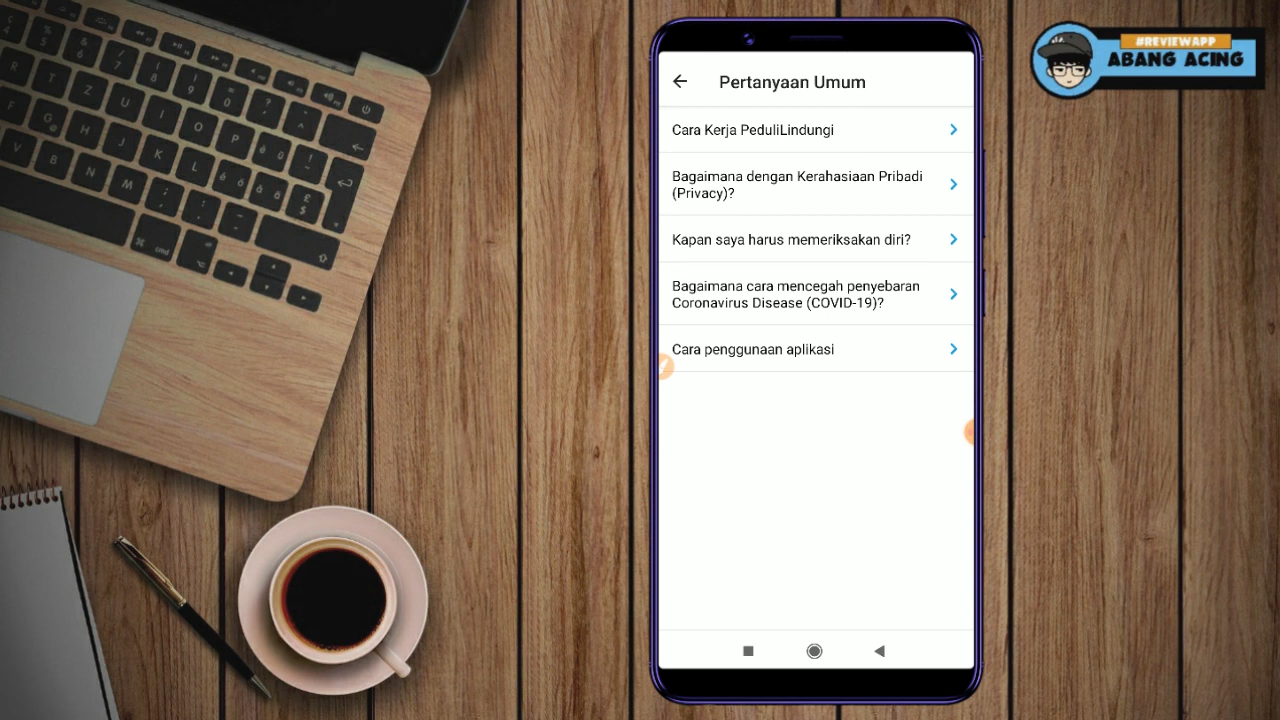 #REVIEWAPP
ABANG ACING
Pertanyaan Umum
Cara Kerja PeduliLindungi
Bagaimana dengan Kerahasiaan Pribadi
(Privacy)?
Kapan saya harus memeriksakan diri?
Bagaimana cara mencegah penyebaran
Coronavirus Disease (COVID-19)?
Cara penggunaan aplikasi